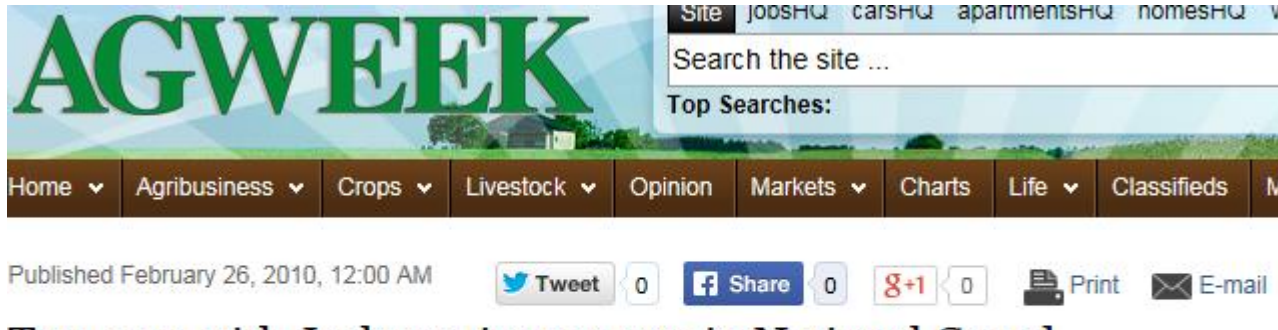 AGWEEK
Site jobsHQ carsHQ apartmentsHQ homesHQ
Search the site ...
Top Searches:
Home Agribusiness Crops Livestock Opinion Markets Charts Life Classifieds
Published February 26, 2010, 12:00 AM Tweet 0 Share 0 g+1 0 Print E-mail